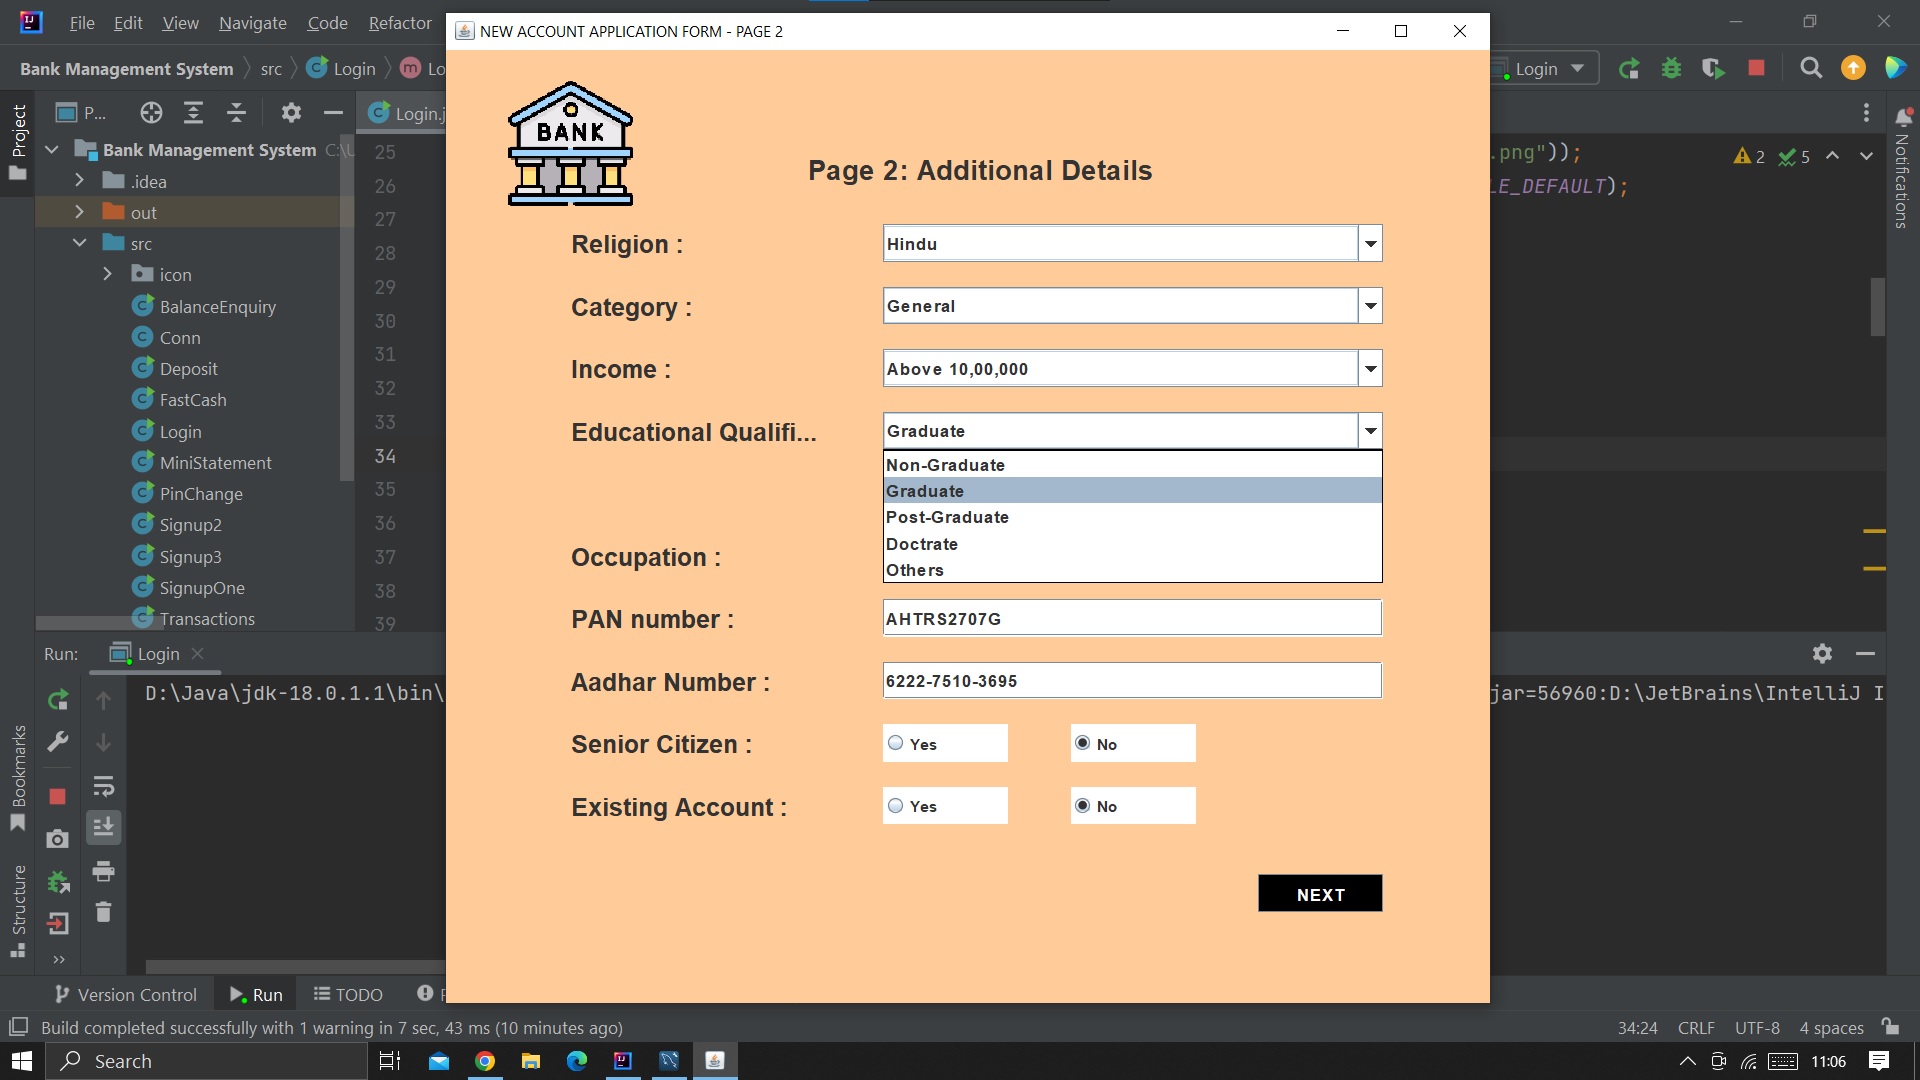 NEW ACCOUNT APPLICATION FORM - PAGE 2
File Edit View Navigate Code Refactor
Bank Management System src Login m Lo
Login
Project
P...
Login.j
Bank Management System C:\U
.idea
out
src
icon
BalanceEnquiry
Conn
Deposit
FastCash
Login
MiniStatement
PinChange
Signup2
Signup3
SignupOne
Transactions
25
26
27
28
29
30
31
32
33
34
35
36
37
38
39
.png"));
LE_DEFAULT);
2 5
Notifications
BANK
Page 2: Additional Details
Religion : Hindu
Category : General
Income : Above 10,00,000
Educational Qualifi... Graduate
Non-Graduate
Graduate
Post-Graduate
Doctrate
Others
Occupation :
PAN number : AHTRS2707G
Aadhar Number : 6222-7510-3695
Senior Citizen : Yes No
Existing Account : Yes No
NEXT
Run: Login
D:\Java\jdk-18.0.1.1\bin\
jar=56960:D:\JetBrains\IntelliJ I
Bookmarks
Structure
Version Control Run TODO
Build completed successfully with 1 warning in 7 sec, 43 ms (10 minutes ago)
34:24 CRLF UTF-8 4 spaces
Search
11:06